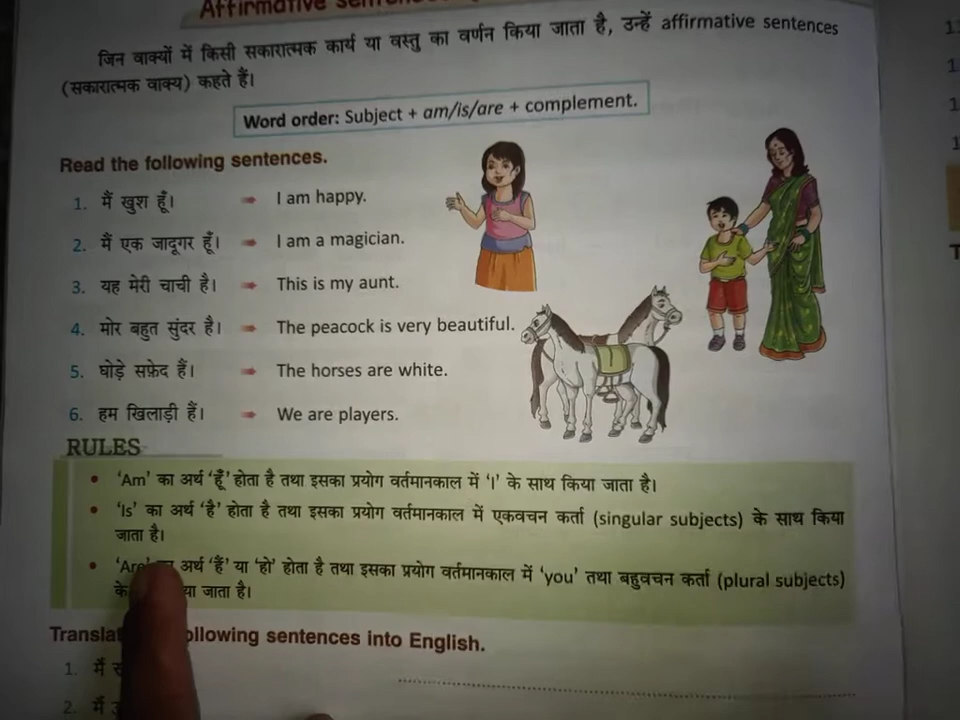 Affirmative
जिन वाक्यों में किसी सकारात्मक कार्य या वस्तु का वर्णन किया जाता है, उन्हें affirmative sentences
(सकारात्मक वाक्य) कहते हैं।
Word order: Subject + am/is/are + complement.
Read the following sentences.
1. मैं खुश हूँ। I am happy.
2. मैं एक जादूगर हूँ। I am a magician.
3. यह मेरी चाची है। This is my aunt.
4. मोर बहुत सुंदर है। The peacock is very beautiful.
5. घोड़े सफ़ेद हैं। The horses are white.
6. हम खिलाड़ी हैं। We are players.
RULES
• 'Am' का अर्थ 'हूँ' होता है तथा इसका प्रयोग वर्तमानकाल में 'I' के साथ किया जाता है।
• 'Is' का अर्थ 'है' होता है तथा इसका प्रयोग वर्तमानकाल में एकवचन कर्ता (singular subjects) के साथ किया
जाता है।
• 'Are' का अर्थ 'हैं' या 'हो' होता है तथा इसका प्रयोग वर्तमानकाल में 'you' तथा बहुवचन कर्ता (plural subjects)
के जाता है।
following sentences into English.
1. मैं
2. मैं